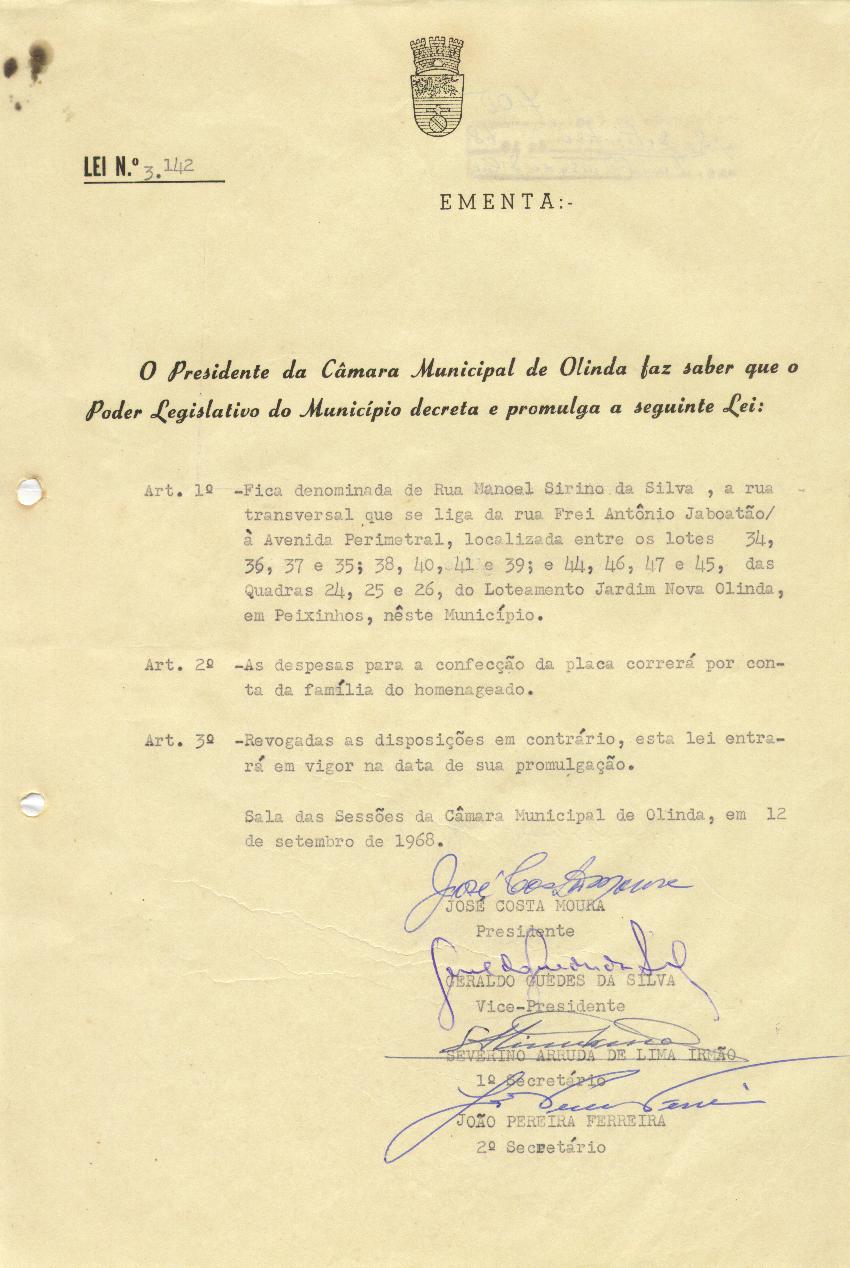 LEI N.º 3.142
EMENTA:-
O Presidente da Câmara Municipal de Olinda faz saber que o
Poder Legislativo do Município decreta e promulga a seguinte Lei:
Art. 1º -Fica denominada de Rua Manoel Sirino da Silva , a rua -
transversal que se liga da rua Frei Antônio Jaboatão/
à Avenida Perimetral, localizada entre os lotes 34,
36, 37 e 35; 38, 40, 41 e 39; e 44, 46, 47 e 45, das
Quadras 24, 25 e 26, do Loteamento Jardim Nova Olinda,
em Peixinhos, nêste Município.
Art. 2º -As despesas para a confecção da placa correrá por con-
ta da família do homenageado.
Art. 3º -Revogadas as disposições em contrário, esta lei entra-
rá em vigor na data de sua promulgação.
Sala das Sessões da Câmara Municipal de Olinda, em 12
de setembro de 1968.
José Costa Moura
JOSÉ COSTA MOURA
Presidente
GERALDO GUEDES DA SILVA
Vice-Presidente
SEVERINO ARRUDA DE LIMA IRMÃO
1º Secretário
JOÃO PEREIRA FERREIRA
2º Secretário